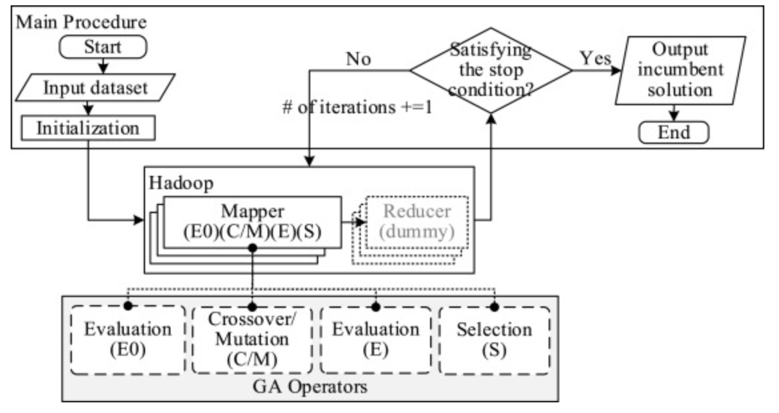 Main Procedure
Start
Input dataset
Initialization
No
# of iterations +=1
Satisfying
the stop
condition?
Yes
Output
incumbent
solution
End
Hadoop
Mapper
(E0)(C/M)(E)(S)
Reducer
(dummy)
Evaluation
(E0)
Crossover/
Mutation
(C/M)
Evaluation
(E)
Selection
(S)
GA Operators